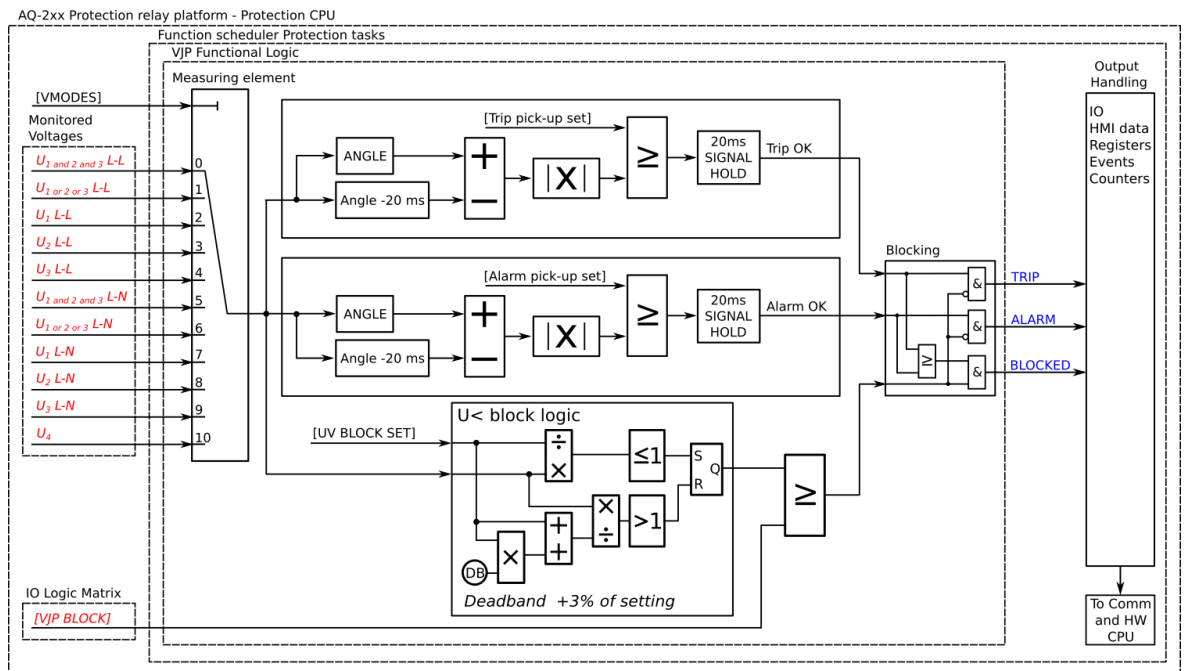 AQ-2xx Protection relay platform - Protection CPU
Function scheduler Protection tasks
VJP Functional Logic
Measuring element
[VMODES]
Monitored
Voltages
U1 and 2 and 3 L-L
U1 or 2 or 3 L-L
U1 L-L
U2 L-L
U3 L-L
U1 and 2 and 3 L-N
U1 or 2 or 3 L-N
U1 L-N
U2 L-N
U3 L-N
U4
0
1
2
3
4
5
6
7
8
9
10
[Trip pick-up set]
ANGLE
Angle -20 ms
+
−
|X|
≥
20ms
SIGNAL
HOLD
Trip OK
[Alarm pick-up set]
ANGLE
Angle -20 ms
+
−
|X|
≥
20ms
SIGNAL
HOLD
Alarm OK
U< block logic
[UV BLOCK SET]
÷
×
≤1
S
R
Q
×
÷
>1
+
+
×
DB
Deadband +3% of setting
≥
Blocking
&
&
≥
&
TRIP
ALARM
BLOCKED
Output
Handling
IO
HMI data
Registers
Events
Counters
To Comm
and HW
CPU
IO Logic Matrix
[VJP BLOCK]